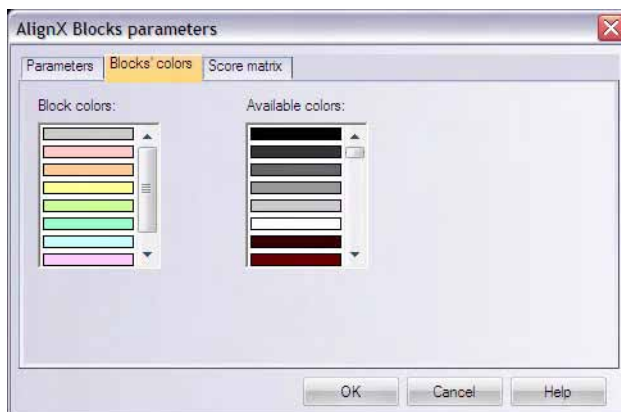 AlignX Blocks parameters
Parameters
Blocks' colors
Score matrix
Block colors:
Available colors:
OK
Cancel
Help